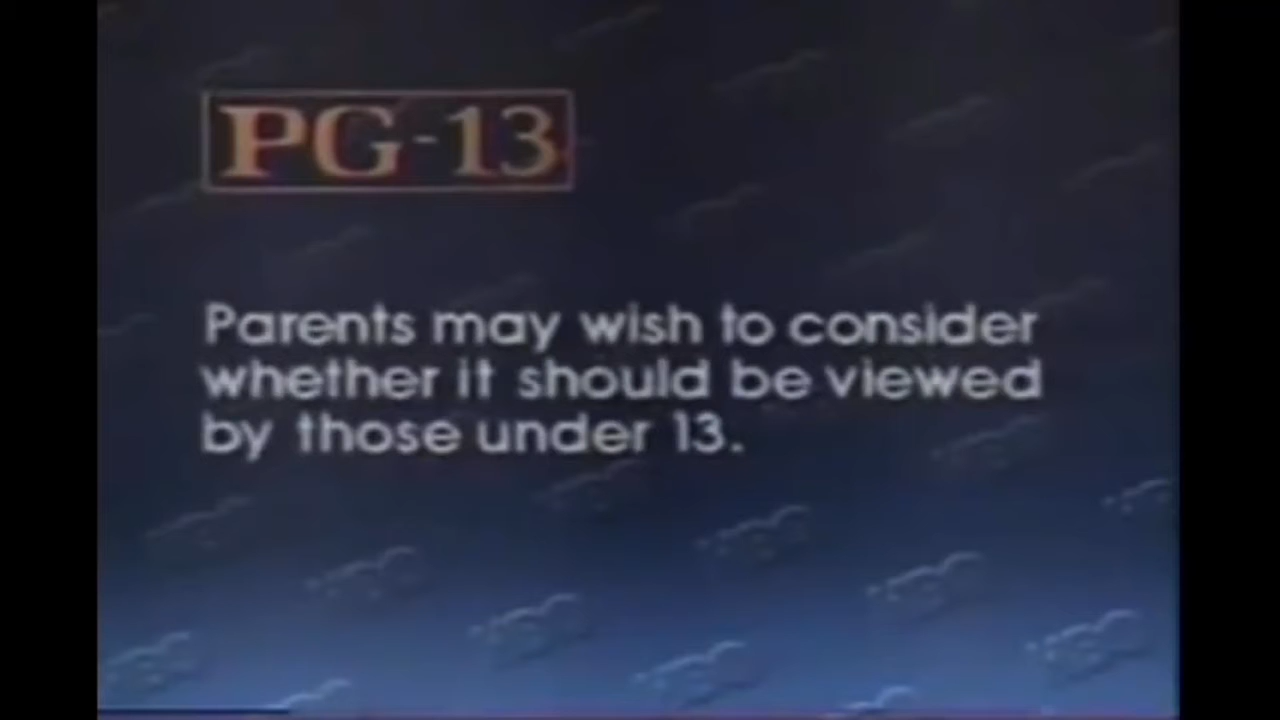 PG-13
Parents may wish to consider
whether it should be viewed
by those under 13.